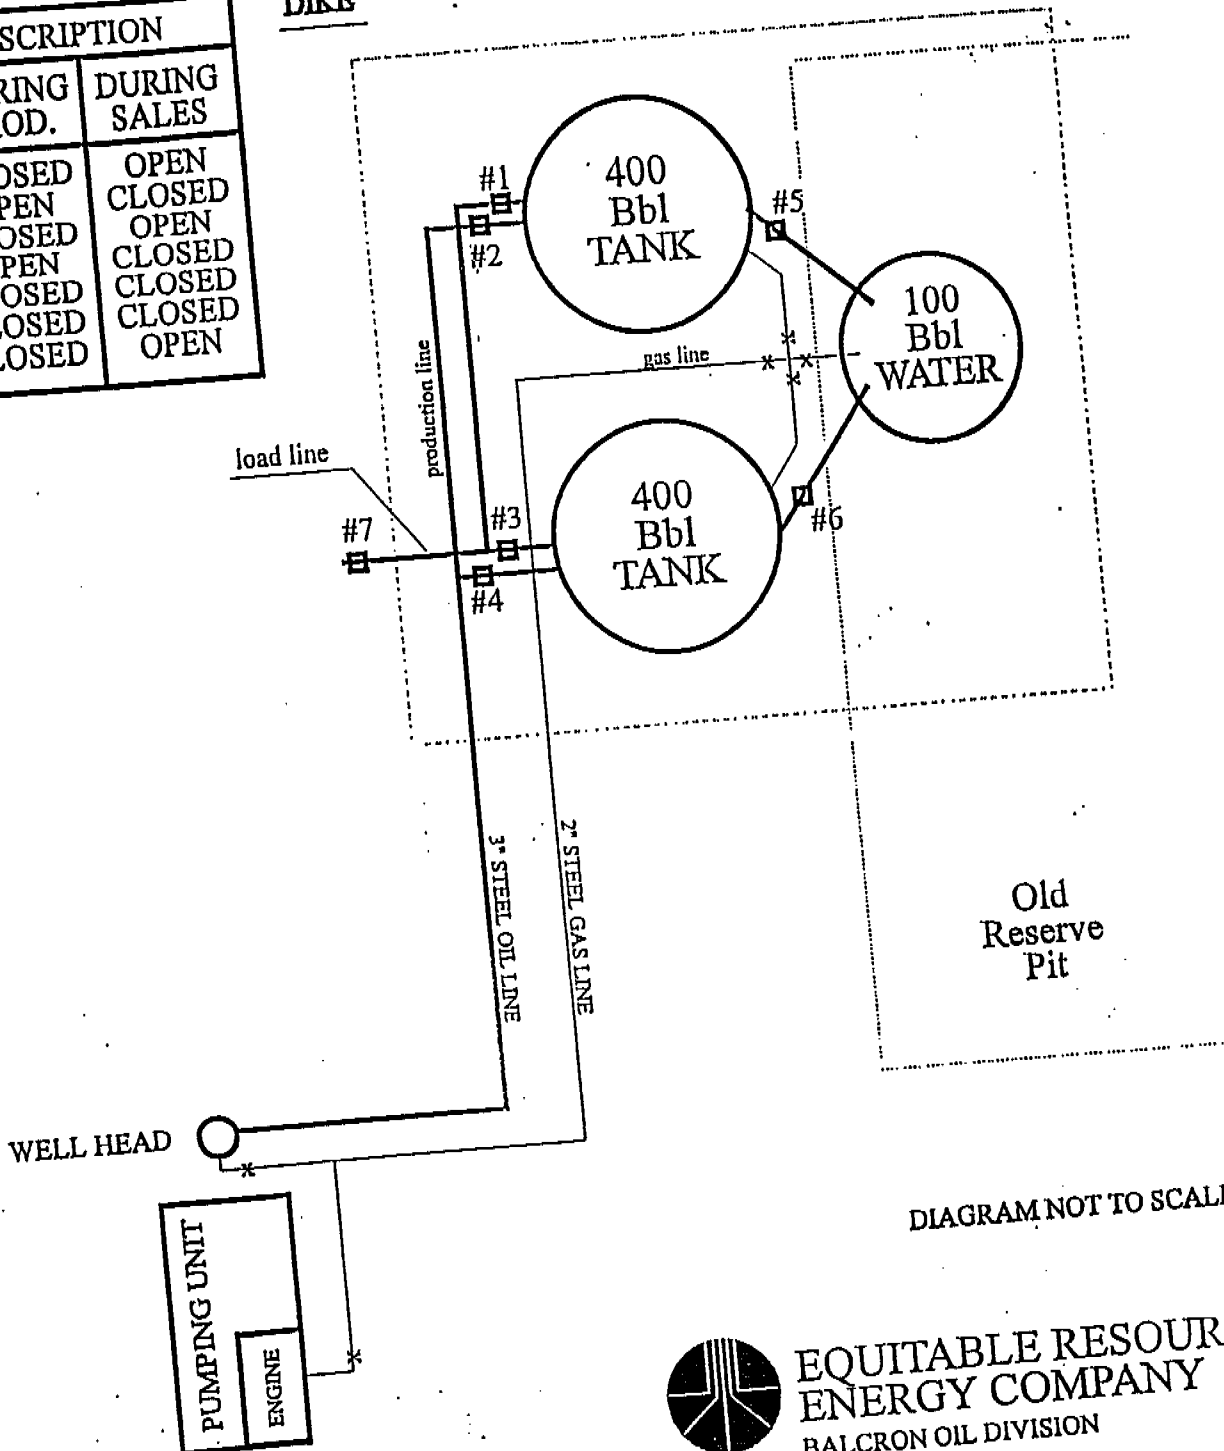 DIKE
SCRIPTION
RING
OD.
DURING
SALES
OSED OPEN
PEN CLOSED
OSED OPEN
PEN CLOSED
OSED CLOSED
OSED CLOSED
LOSED OPEN
#1
#2
400
Bbl
TANK
#5
100
Bbl
WATER
gas line
production line
load line
#7
#3
#4
400
Bbl
TANK
#6
3" STEEL OIL LINE
2" STEEL GAS LINE
Old
Reserve
Pit
WELL HEAD
PUMPING UNIT
ENGINE
DIAGRAM NOT TO SCALE
EQUITABLE RESOUR
ENERGY COMPANY
BALCRON OIL DIVISION